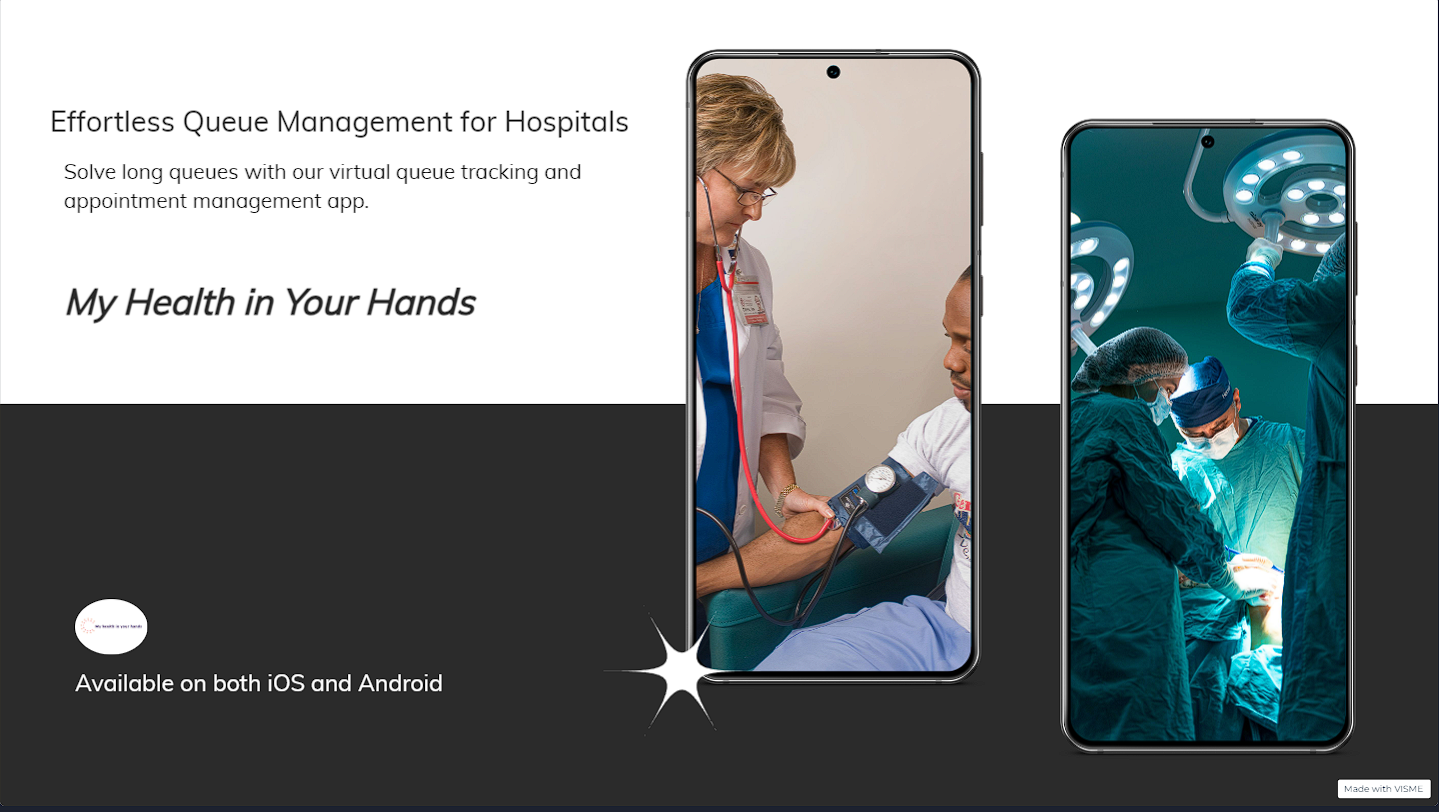 Effortless Queue Management for Hospitals
Solve long queues with our virtual queue tracking and
appointment management app.
My Health in Your Hands
My health in your hands
Available on both iOS and Android
Made with VISME